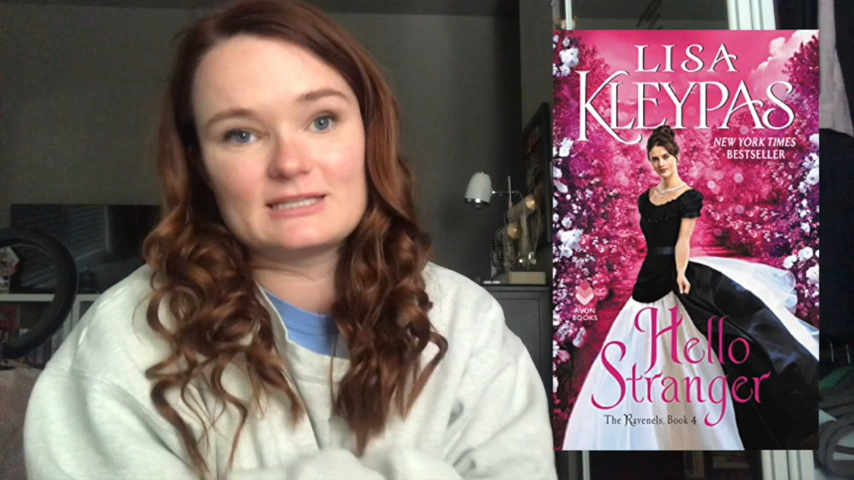 LISA
KLEYPAS
NEW YORK TIMES
BESTSELLER
AVON
BOOKS
Hello
Stranger
The Ravenels, Book 4